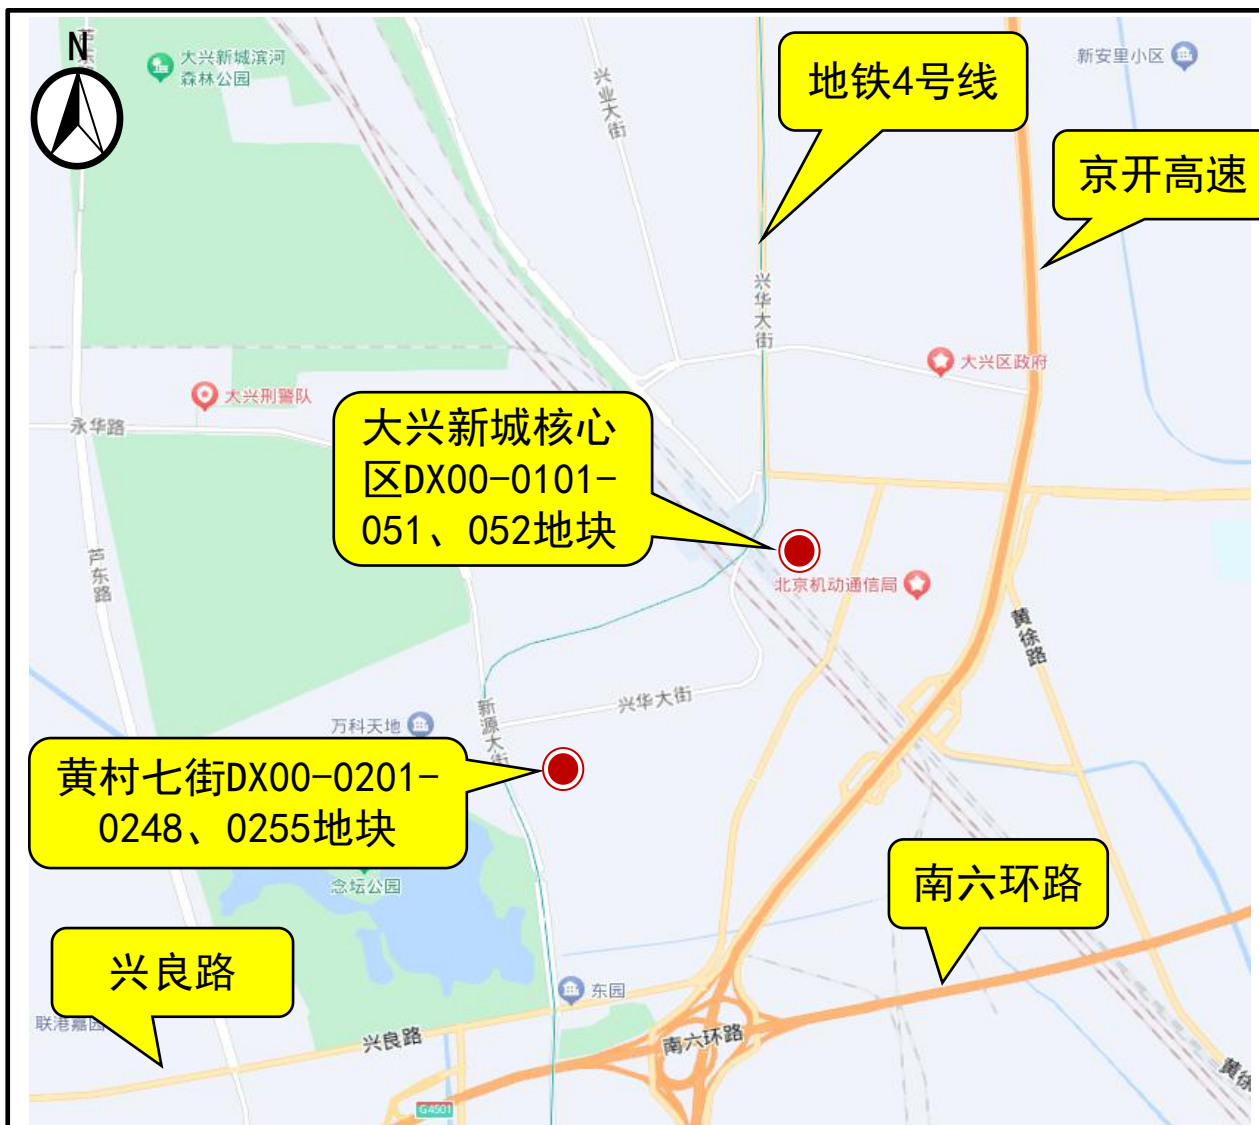 N
芦东路
大兴新城滨河
森林公园
兴业大街
地铁4号线
新安里小区
京开高速
兴华大街
大兴区政府
大兴刑警队
永华路
大兴新城核心
区DX00-0101-
051、052地块
芦东路
北京机动通信局
黄徐路
兴华大街
新源大街
万科天地
黄村七街DX00-0201-
0248、0255地块
念坛公园
南六环路
兴良路
东园
联港嘉园
兴良路
南六环路
黄徐
G4501